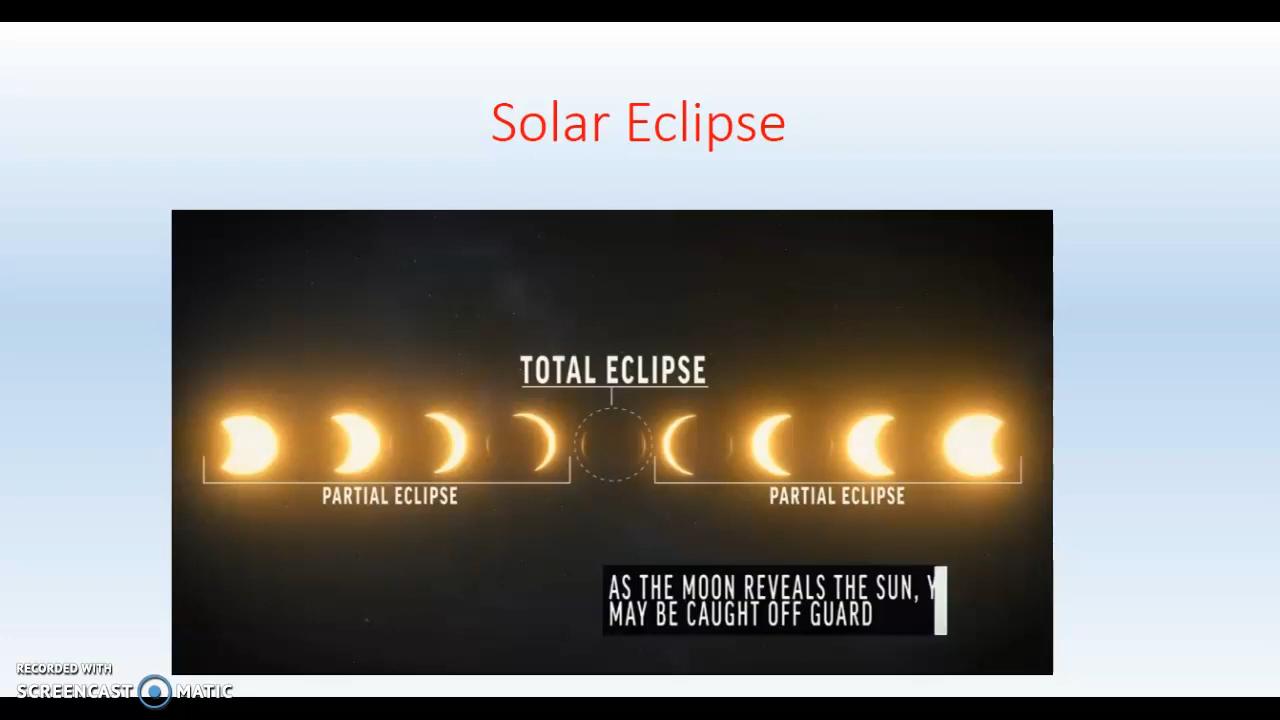 Solar Eclipse
TOTAL ECLIPSE
PARTIAL ECLIPSE
PARTIAL ECLIPSE
AS THE MOON REVEALS THE SUN,
MAY BE CAUGHT OFF GUARD
RECORDED WITH
SCREENCAST MATIC